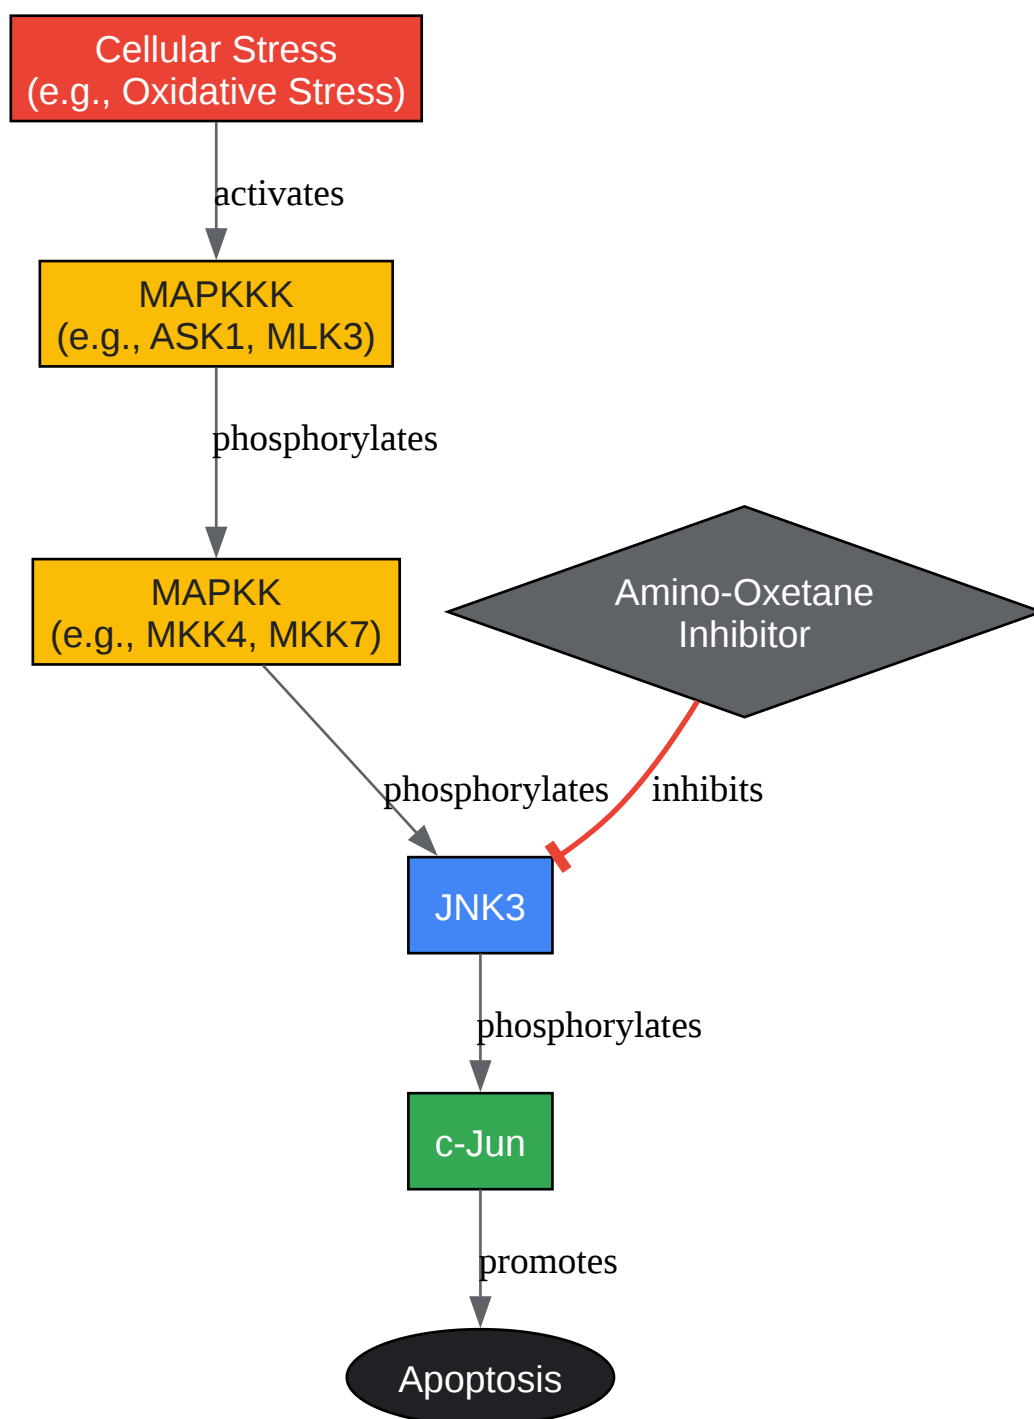 Cellular Stress
(e.g., Oxidative Stress)
activates
MAPKKK
(e.g., ASK1, MLK3)
phosphorylates
MAPKK
(e.g., MKK4, MKK7)
Amino-Oxetane
Inhibitor
phosphorylates
inhibits
JNK3
phosphorylates
c-Jun
promotes
Apoptosis